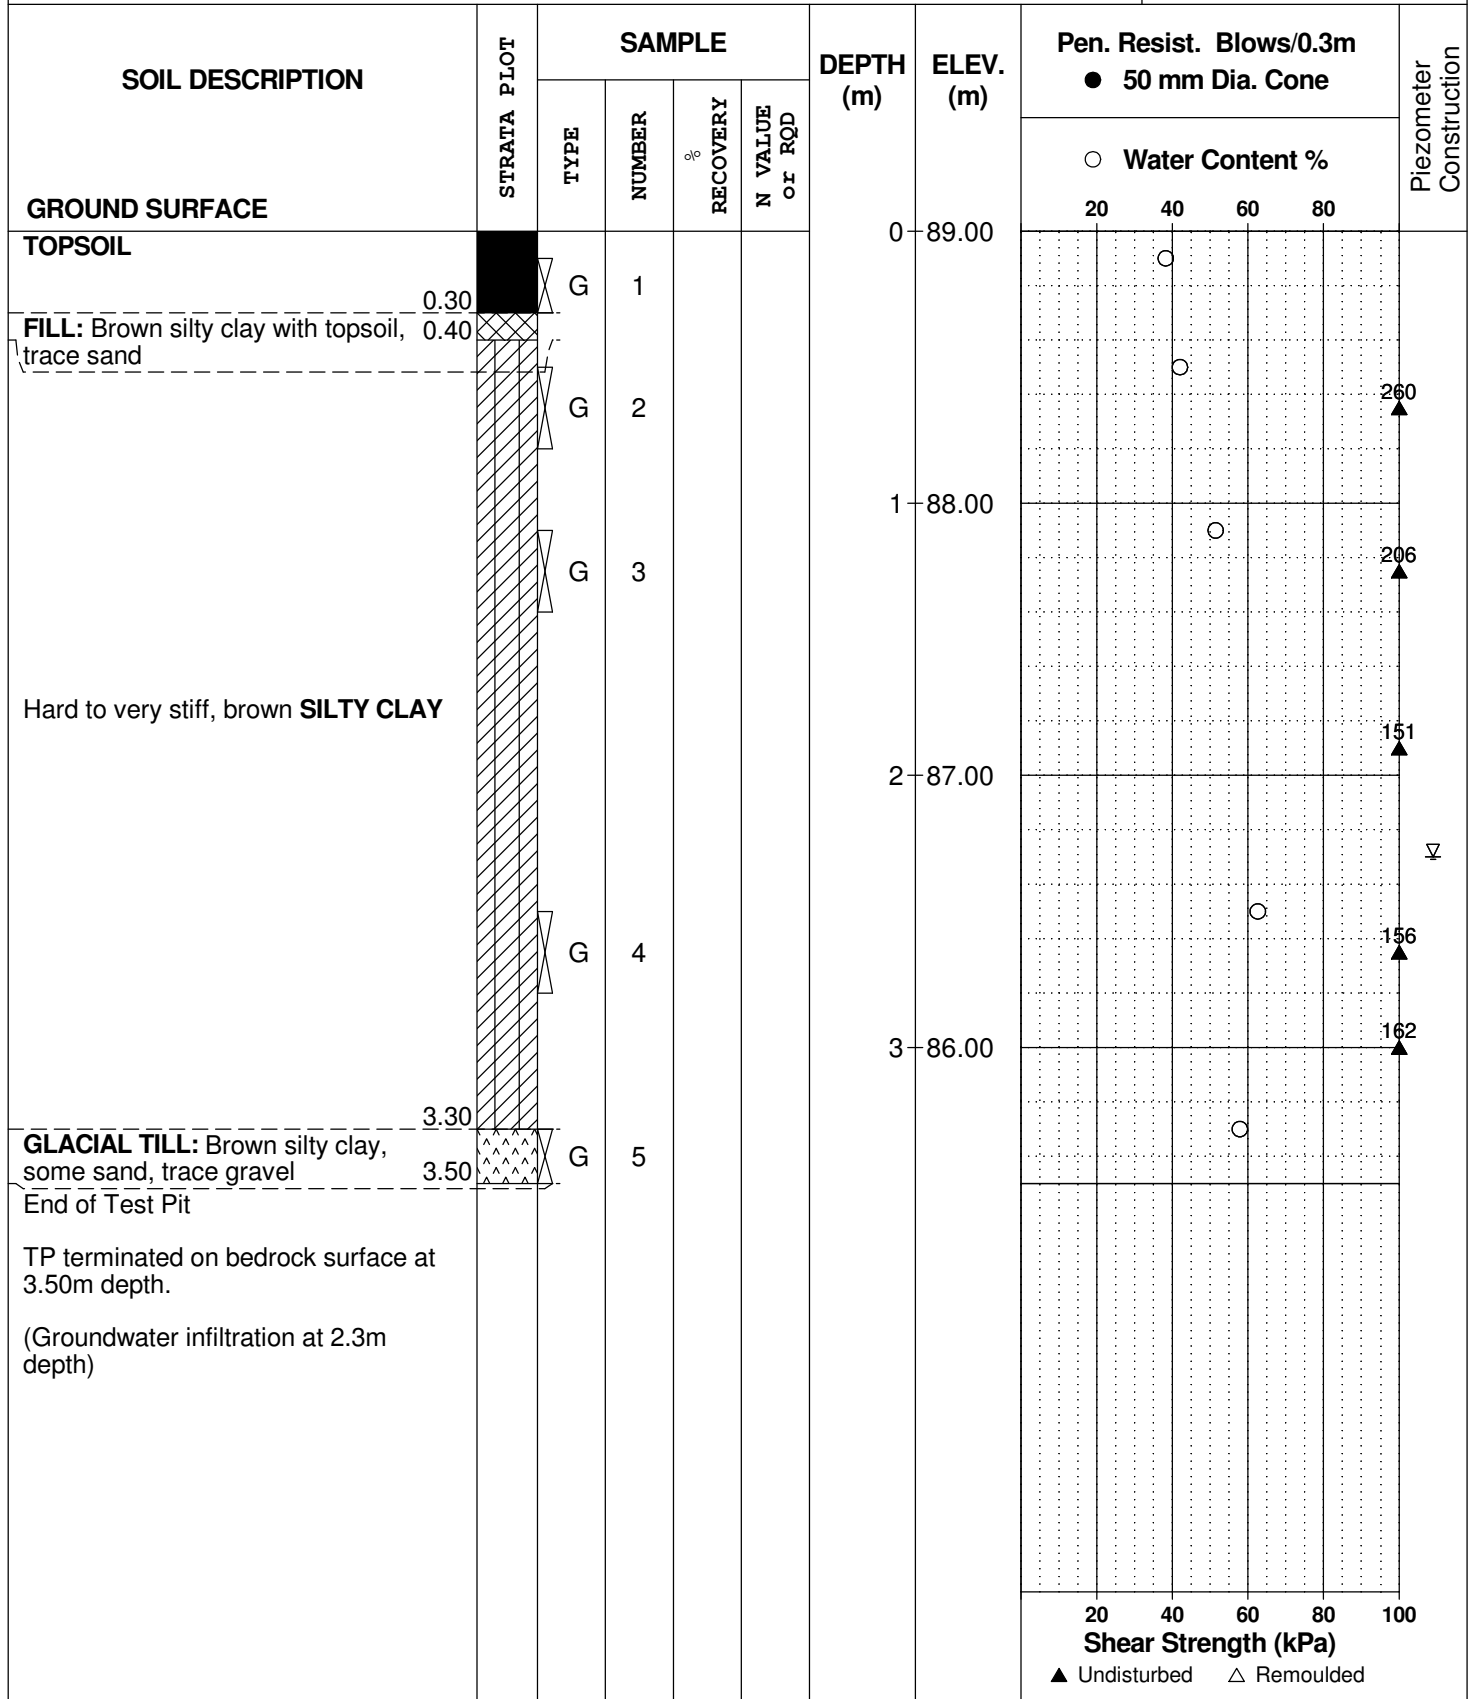 SOIL DESCRIPTION
GROUND SURFACE
STRATA PLOT
SAMPLE
TYPE
NUMBER
%
RECOVERY
N VALUE
or RQD
DEPTH
(m)
ELEV.
(m)
Pen. Resist. Blows/0.3m
50 mm Dia. Cone
Water Content %
20 40 60 80
Piezometer
Construction
0 89.00
TOPSOIL
G 1
0.30
FILL: Brown silty clay with topsoil, 0.40
trace sand
260
G 2
1 88.00
206
G 3
Hard to very stiff, brown SILTY CLAY
151
2 87.00
156
G 4
162
3 86.00
3.30
GLACIAL TILL: Brown silty clay,
some sand, trace gravel 3.50
G 5
End of Test Pit
TP terminated on bedrock surface at
3.50m depth.
(Groundwater infiltration at 2.3m
depth)
20 40 60 80 100
Shear Strength (kPa)
Undisturbed Remoulded